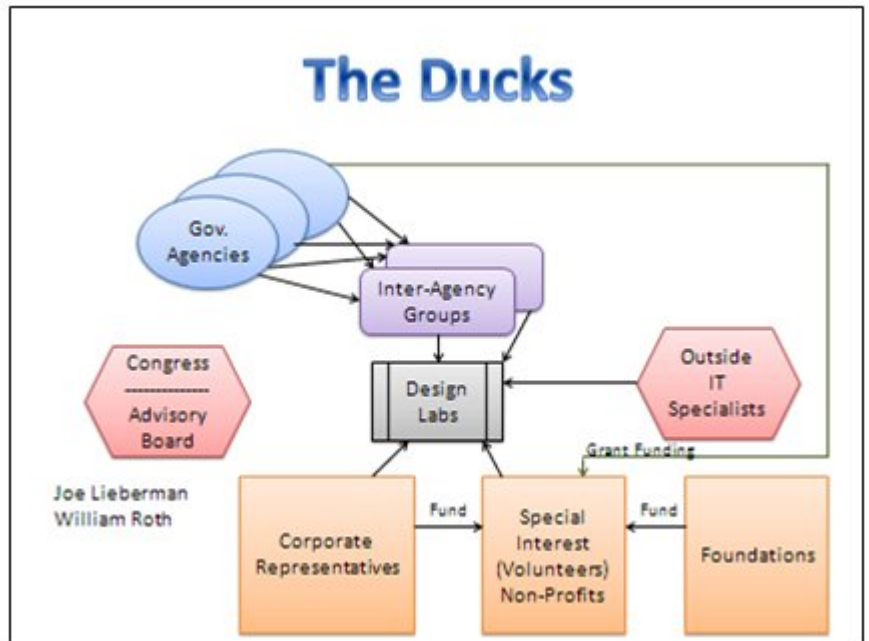 The Ducks
Gov.
Agencies
Inter-Agency
Groups
Congress
--------------
Advisory
Board
Design
Labs
Outside
IT
Specialists
Grant Funding
Joe Lieberman
William Roth
Corporate
Representatives
Fund
Special
Interest
(Volunteers)
Non-Profits
Fund
Foundations